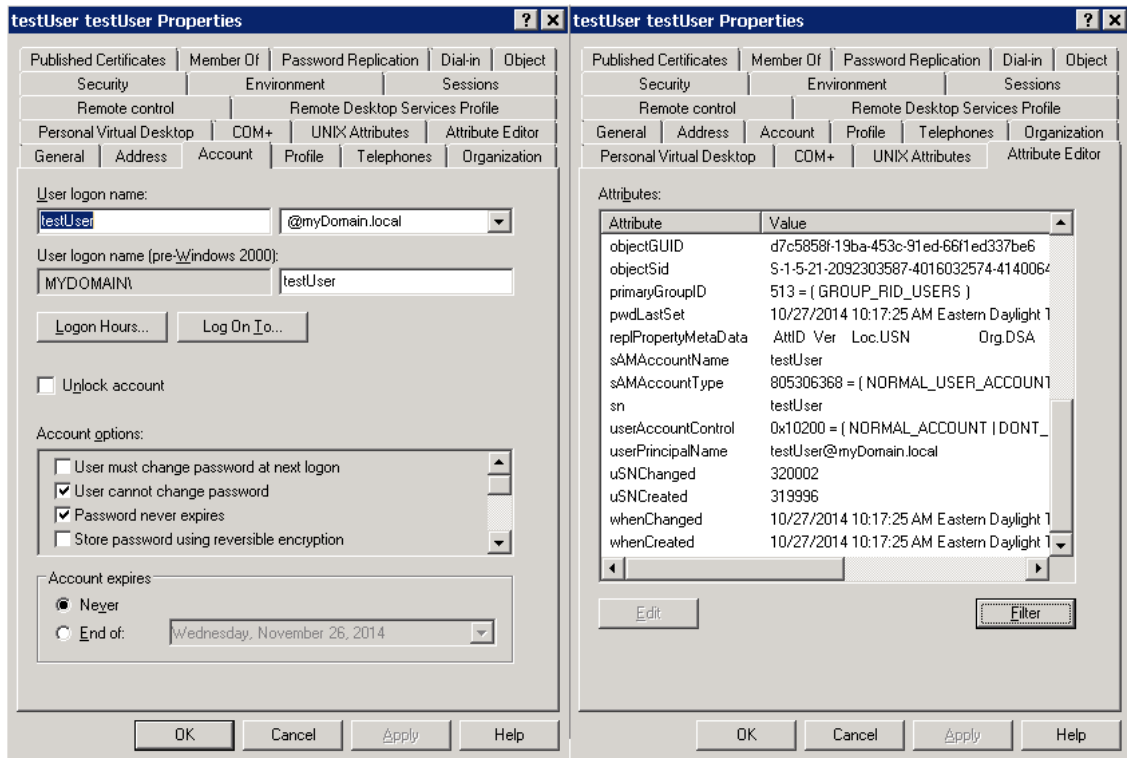 testUser testUser Properties
Published Certificates Member Of Password Replication Dial-in Object
Security Environment Sessions
Remote control Remote Desktop Services Profile
Personal Virtual Desktop COM+ UNIX Attributes Attribute Editor
General Address Account Profile Telephones Organization
User logon name:
testUser @myDomain.local
User logon name (pre-Windows 2000):
MYDOMAIN\ testUser
Logon Hours... Log On To...
Unlock account
Account options:
User must change password at next logon
User cannot change password
Password never expires
Store password using reversible encryption
Account expires
Never
End of: Wednesday, November 26, 2014
OK Cancel Apply Help
testUser testUser Properties
Published Certificates Member Of Password Replication Dial-in Object
Security Environment Sessions
Remote control Remote Desktop Services Profile
General Address Account Profile Telephones Organization
Personal Virtual Desktop COM+ UNIX Attributes Attribute Editor
Attributes:
Attribute Value
objectGUID d7c5858f-19ba-453c-91ed-66f1ed337be6
objectSid S-1-5-21-2092303587-4016032574-4140064
primaryGroupID 513 = ( GROUP_RID_USERS )
pwdLastSet 10/27/2014 10:17:25 AM Eastern Daylight T
replPropertyMetaData AttID Ver Loc.USN Org.DSA
sAMAccountName testUser
sAMAccountType 805306368 = ( NORMAL_USER_ACCOUNT
sn testUser
userAccountControl 0x10200 = ( NORMAL_ACCOUNT | DONT_
userPrincipalName testUser@myDomain.local
uSNChanged 320002
uSNCreated 319996
whenChanged 10/27/2014 10:17:25 AM Eastern Daylight T
whenCreated 10/27/2014 10:17:25 AM Eastern Daylight T
Edit Filter
OK Cancel Apply Help